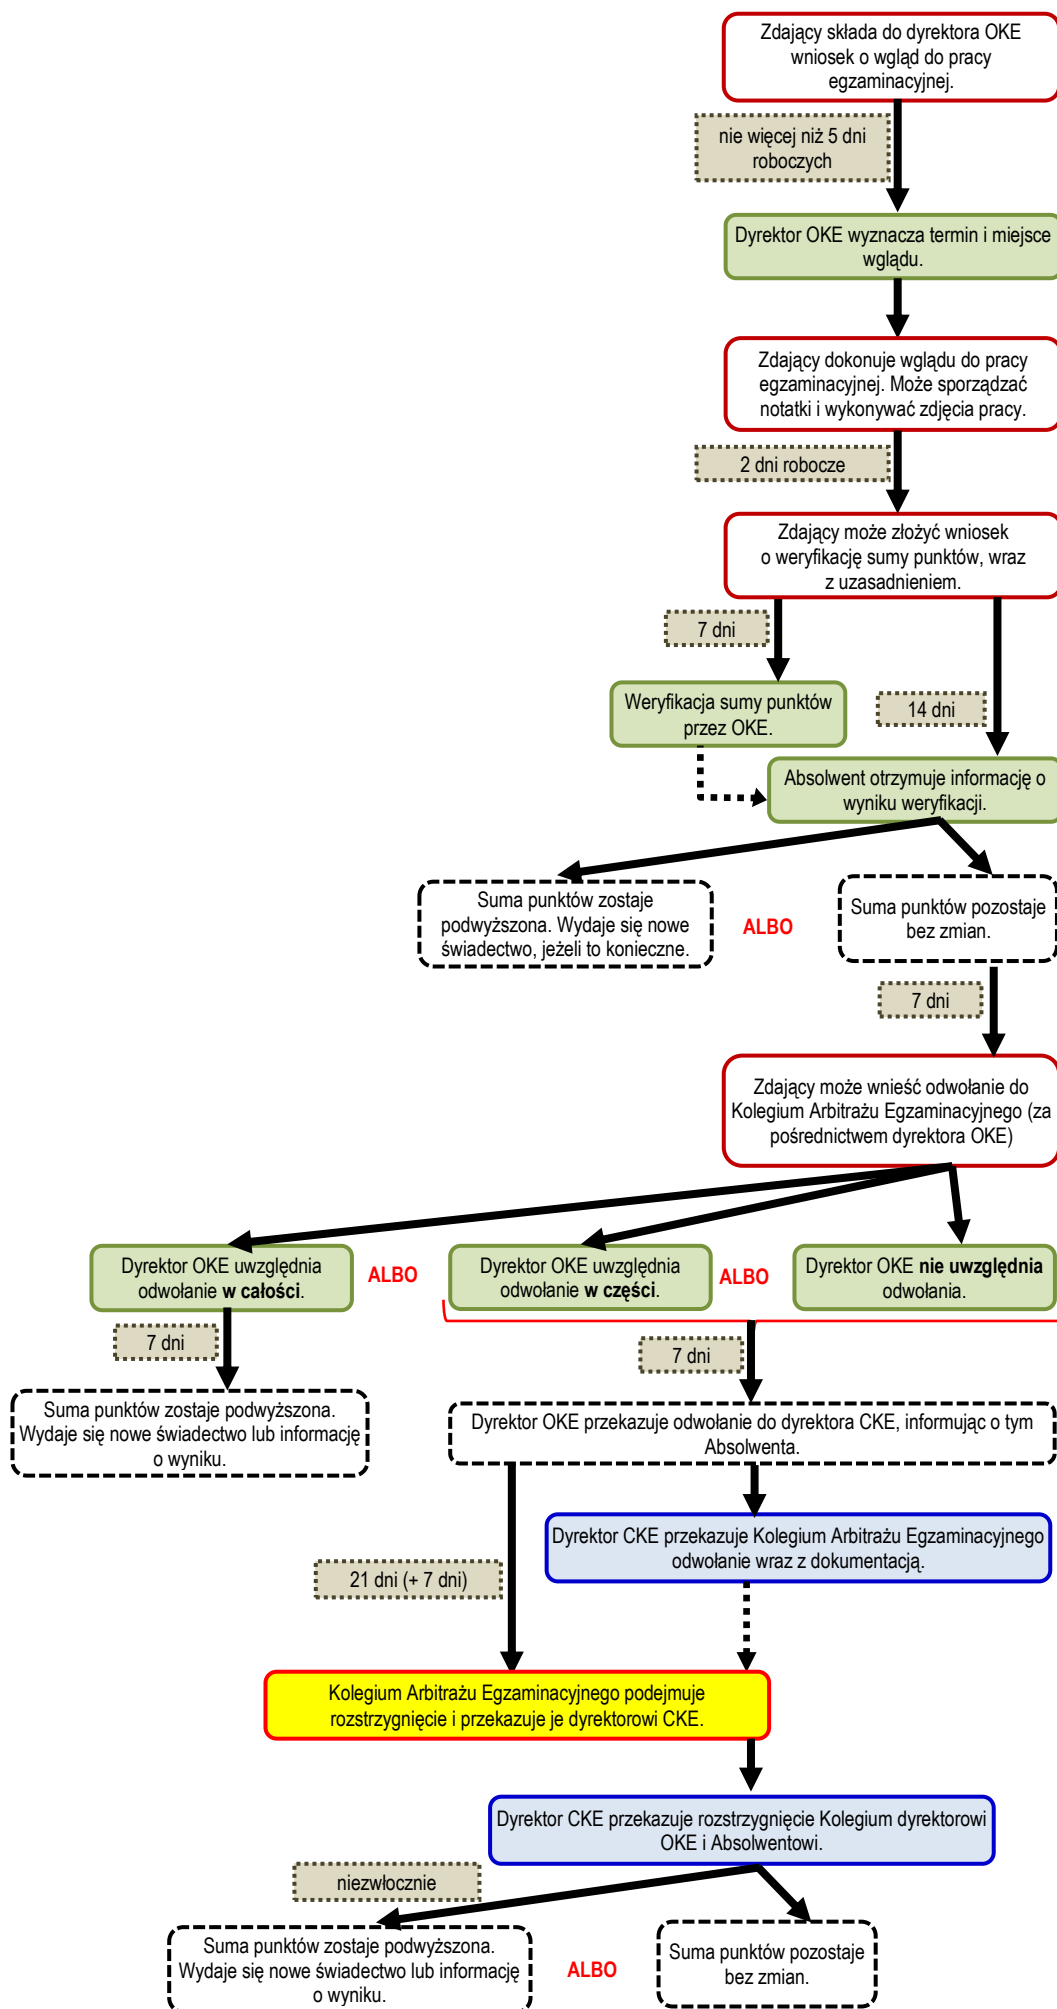 Zdający składa do dyrektora OKE
wniosek o wgląd do pracy
egzaminacyjnej.
nie więcej niż 5 dni
roboczych
Dyrektor OKE wyznacza termin i miejsce
wglądu.
Zdający dokonuje wglądu do pracy
egzaminacyjnej. Może sporządzać
notatki i wykonywać zdjęcia pracy.
2 dni robocze
Zdający może złożyć wniosek
o weryfikację sumy punktów, wraz
z uzasadnieniem.
7 dni
Weryfikacja sumy punktów
przez OKE.
14 dni
Absolwent otrzymuje informację o
wyniku weryfikacji.
Suma punktów zostaje
podwyższona. Wydaje się nowe
świadectwo, jeżeli to konieczne.
ALBO
Suma punktów pozostaje
bez zmian.
7 dni
Zdający może wnieść odwołanie do
Kolegium Arbitrażu Egzaminacyjnego (za
pośrednictwem dyrektora OKE)
Dyrektor OKE uwzględnia
odwołanie w całości.
ALBO
Dyrektor OKE uwzględnia
odwołanie w części.
ALBO
Dyrektor OKE nie uwzględnia
odwołania.
7 dni
7 dni
Suma punktów zostaje podwyższona.
Wydaje się nowe świadectwo lub informację
o wyniku.
Dyrektor OKE przekazuje odwołanie do dyrektora CKE, informując o tym
Absolwenta.
Dyrektor CKE przekazuje Kolegium Arbitrażu Egzaminacyjnego
odwołanie wraz z dokumentacją.
21 dni (+ 7 dni)
Kolegium Arbitrażu Egzaminacyjnego podejmuje
rozstrzygnięcie i przekazuje je dyrektorowi CKE.
Dyrektor CKE przekazuje rozstrzygnięcie Kolegium dyrektorowi
OKE i Absolwentowi.
niezwłocznie
Suma punktów zostaje podwyższona.
Wydaje się nowe świadectwo lub informację
o wyniku.
ALBO
Suma punktów pozostaje
bez zmian.